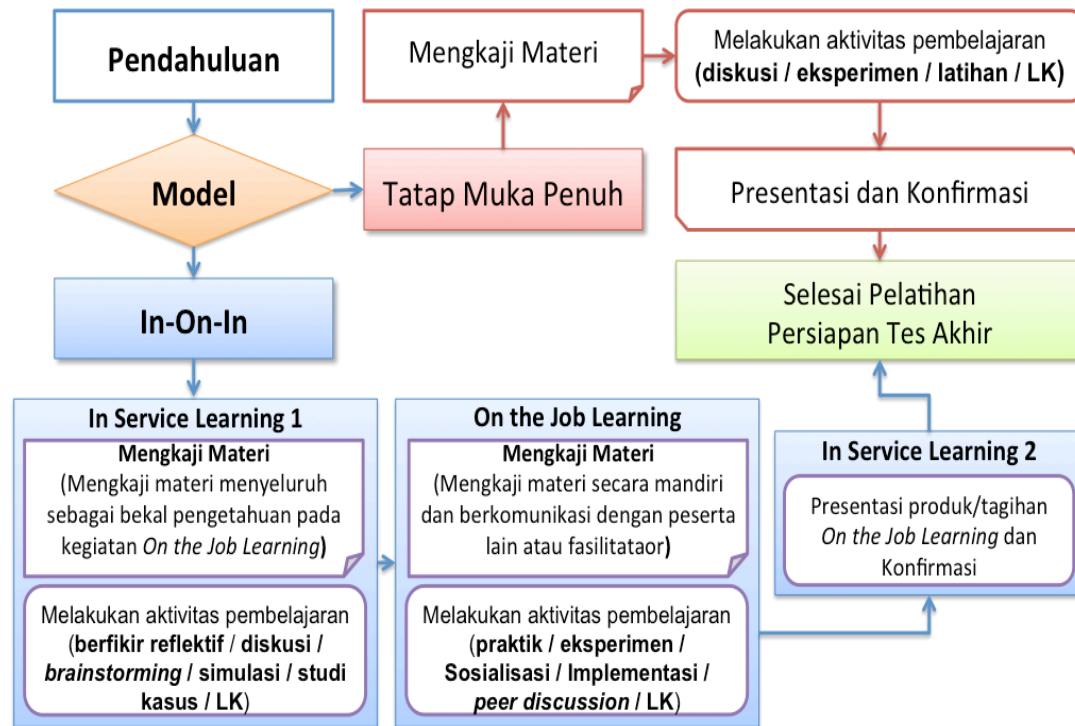 Pendahuluan
Model
Tatap Muka Penuh
Mengkaji Materi
Melakukan aktivitas pembelajaran
(diskusi / eksperimen / latihan / LK)
Presentasi dan Konfirmasi
Selesai Pelatihan
Persiapan Tes Akhir
In-On-In
In Service Learning 1
Mengkaji Materi
(Mengkaji materi menyeluruh
sebagai bekal pengetahuan pada
kegiatan On the Job Learning)
Melakukan aktivitas pembelajaran
(berfikir reflektif / diskusi /
brainstorming / simulasi / studi
kasus / LK)
On the Job Learning
Mengkaji Materi
(Mengkaji materi secara mandiri
dan berkomunikasi dengan peserta
lain atau fasilitataor)
Melakukan aktivitas pembelajaran
(praktik / eksperimen /
Sosialisasi / Implementasi /
peer discussion / LK)
In Service Learning 2
Presentasi produk/tagihan
On the Job Learning dan
Konfirmasi